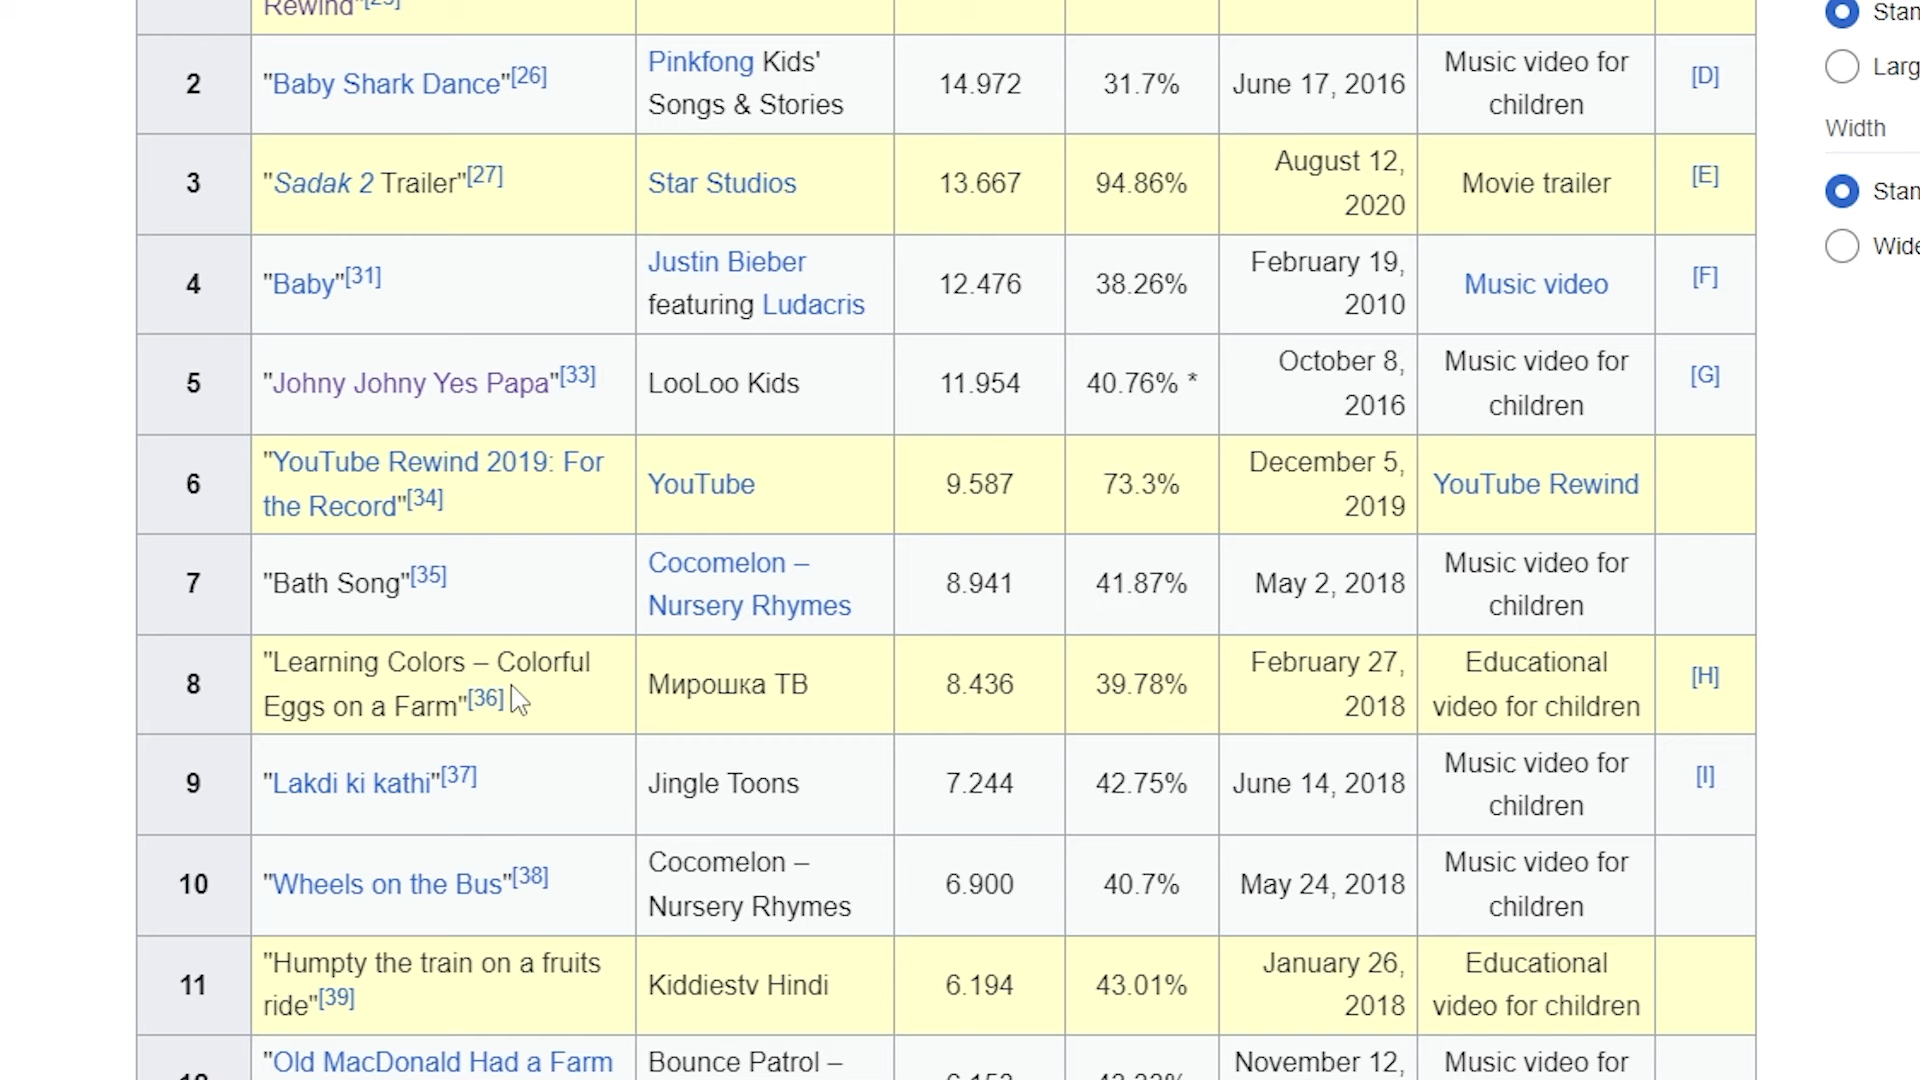 Rewind"[25]
2 "Baby Shark Dance"[26] Pinkfong Kids' Songs & Stories 14.972 31.7% June 17, 2016 Music video for children [D]
3 "Sadak 2 Trailer"[27] Star Studios 13.667 94.86% August 12, 2020 Movie trailer [E]
4 "Baby"[31] Justin Bieber featuring Ludacris 12.476 38.26% February 19, 2010 Music video [F]
5 "Johny Johny Yes Papa"[33] LooLoo Kids 11.954 40.76% * October 8, 2016 Music video for children [G]
6 "YouTube Rewind 2019: For the Record"[34] YouTube 9.587 73.3% December 5, 2019 YouTube Rewind
7 "Bath Song"[35] Cocomelon – Nursery Rhymes 8.941 41.87% May 2, 2018 Music video for children
8 "Learning Colors – Colorful Eggs on a Farm"[36] Мирошка ТВ 8.436 39.78% February 27, 2018 Educational video for children [H]
9 "Lakdi ki kathi"[37] Jingle Toons 7.244 42.75% June 14, 2018 Music video for children [I]
10 "Wheels on the Bus"[38] Cocomelon – Nursery Rhymes 6.900 40.7% May 24, 2018 Music video for children
11 "Humpty the train on a fruits ride"[39] Kiddiestv Hindi 6.194 43.01% January 26, 2018 Educational video for children
"Old MacDonald Had a Farm Bounce Patrol – November 12, Music video for
Stan
Larg
Width
Stan
Wide